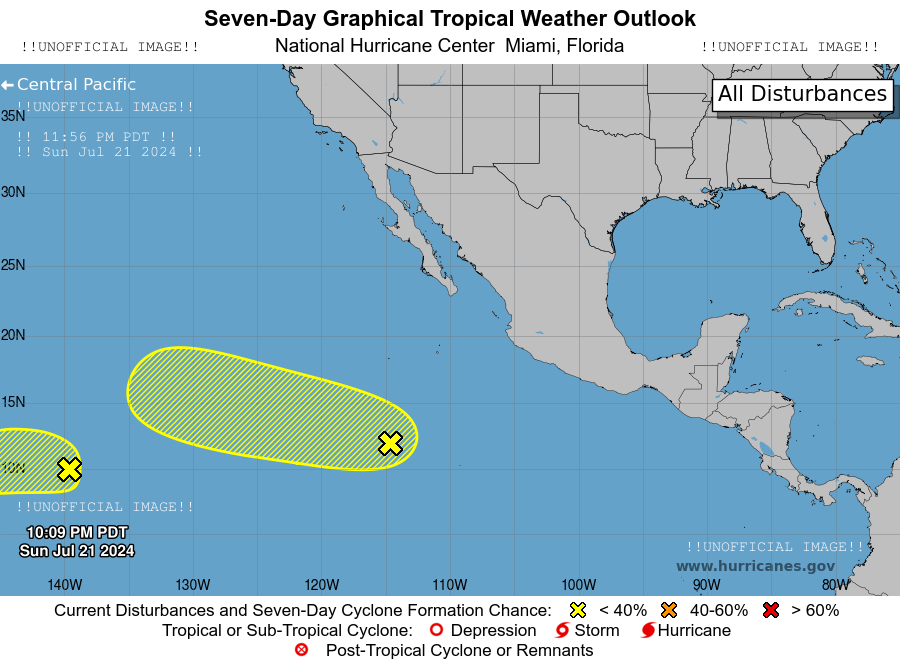 Seven-Day Graphical Tropical Weather Outlook
!!UNOFFICIAL IMAGE!! National Hurricane Center Miami, Florida !!UNOFFICIAL IMAGE!!
Central Pacific
All Disturbances
!!UNOFFICIAL IMAGE!!
35N
!! 11:56 PM PDT !!
!! Sun Jul 21 2024 !!
30N
25N
20N
15N
10N
!!UNOFFICIAL IMAGE!!
10:09 PM PDT
Sun Jul 21 2024
!!UNOFFICIAL IMAGE!!
www.hurricanes.gov
140W 130W 120W 110W 100W 90W 80W
Current Disturbances and Seven-Day Cyclone Formation Chance: < 40% 40-60% > 60%
Tropical or Sub-Tropical Cyclone: Depression Storm Hurricane
Post-Tropical Cyclone or Remnants